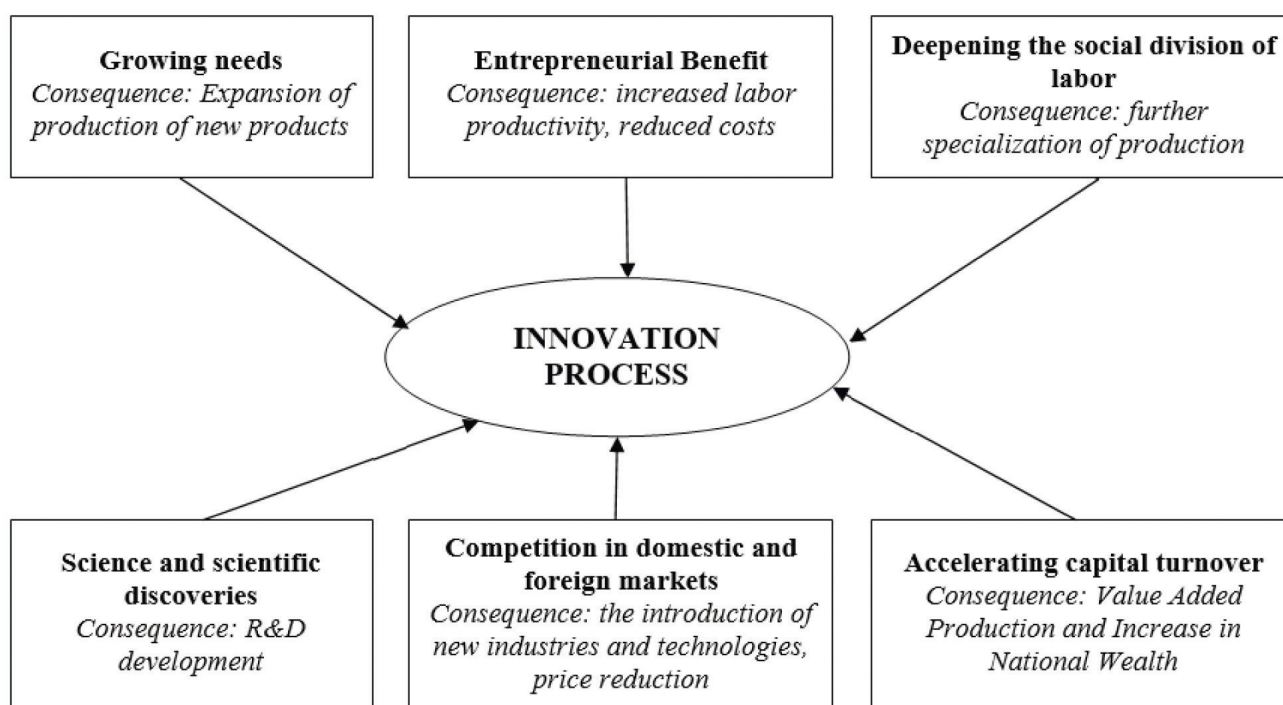 Growing needs
Consequence: Expansion of
production of new products
Entrepreneurial Benefit
Consequence: increased labor
productivity, reduced costs
Deepening the social division of
labor
Consequence: further
specialization of production
INNOVATION
PROCESS
Science and scientific
discoveries
Consequence: R&D
development
Competition in domestic and
foreign markets
Consequence: the introduction of
new industries and technologies,
price reduction
Accelerating capital turnover
Consequence: Value Added
Production and Increase in
National Wealth